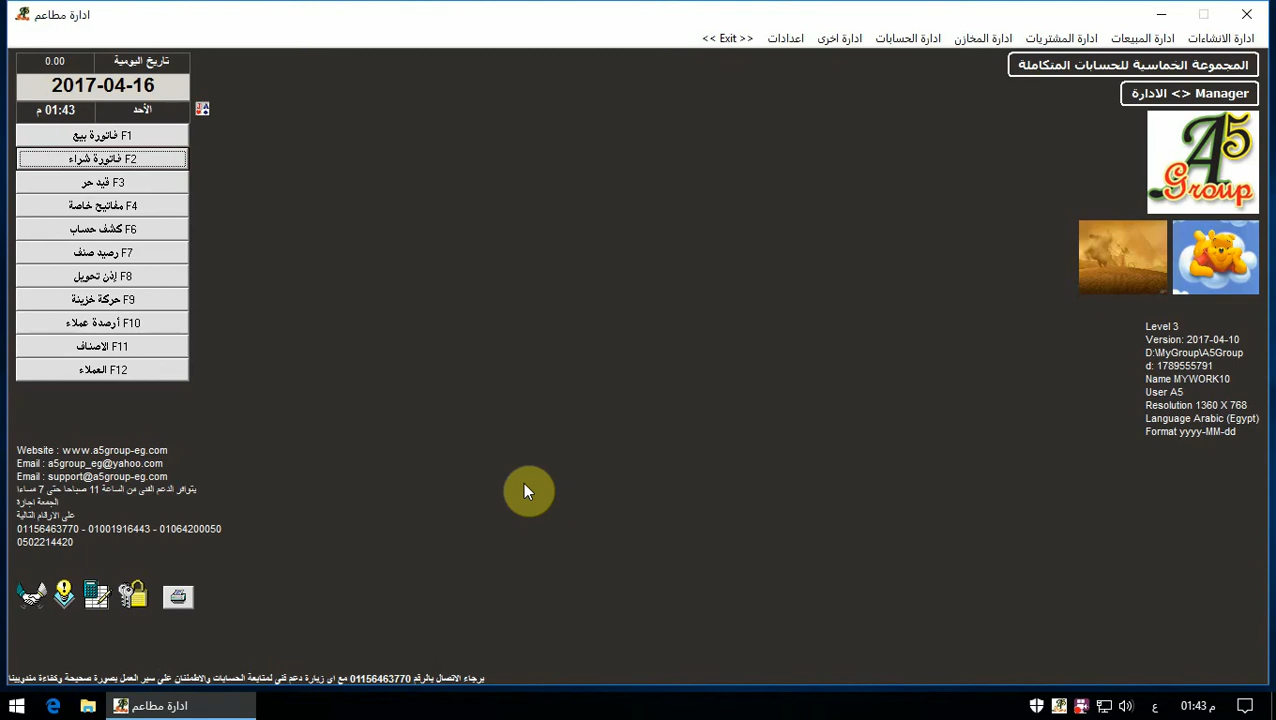 ادارة مطاعم
ادارة الانشاءات ادارة المبيعات ادارة المشتريات ادارة المخازن ادارة الحسابات ادارة اخرى اعدادات << Exit >>
المجموعة الخماسية للحسابات المتكاملة
Manager <> الادارة
A5 Group
تاريخ اليومية 0.00
2017-04-16
الأحد 01:43 م
F1 فاتورة بيع
F2 فاتورة شراء
F3 قيد حر
F4 مفاتيح خاصة
F6 كشف حساب
F7 رصيد صنف
F8 إذن تحويل
F9 حركة خزينة
F10 أرصدة عملاء
F11 الاصناف
F12 العملاء
Level 3
Version: 2017-04-10
D:\MyGroup\A5Group
d: 1789555791
Name MYWORK10
User A5
Resolution 1360 X 768
Language Arabic (Egypt)
Format yyyy-MM-dd
Website : www.a5group-eg.com
Email : a5group_eg@yahoo.com
Email : support@a5group-eg.com
يتوافر الدعم الفنى من الساعة 11 صباحا حتى 7 مساءا
الجمعة اجازة
على الارقام التالية
01156463770 - 01001916443 - 01064200050
0502214420
برجاء الاتصال بالرقم 01156463770 مع اى زيارة دعم فنى لمتابعة الحسابات والاطمئنان على سير العمل بصورة صحيحة وكفاءة مندوبينا
ادارة مطاعم
ع
01:43 م